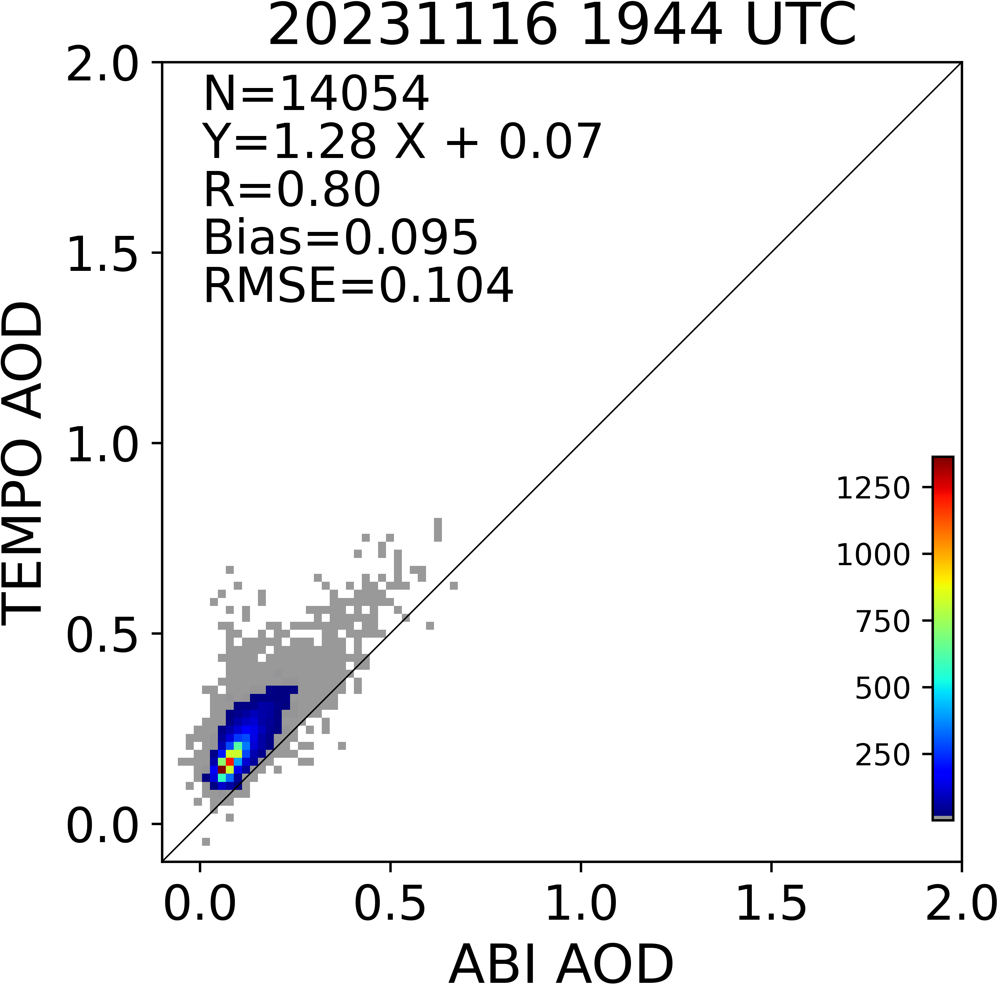 20231116 1944 UTC
N=14054
Y=1.28 X + 0.07
R=0.80
Bias=0.095
RMSE=0.104
TEMPO AOD
2.0
1.5
1.0
0.5
0.0
1250
1000
750
500
250
0.0 0.5 1.0 1.5 2.0
ABI AOD